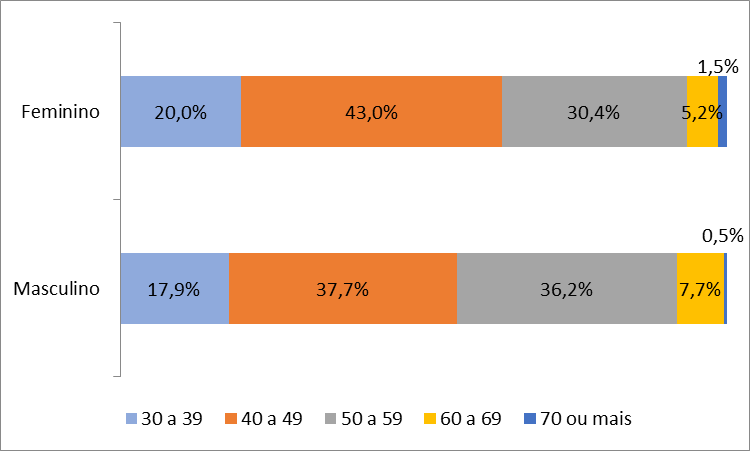 1,5%
Feminino 20,0% 43,0% 30,4% 5,2%
0,5%
Masculino 17,9% 37,7% 36,2% 7,7%
30 a 39 40 a 49 50 a 59 60 a 69 70 ou mais